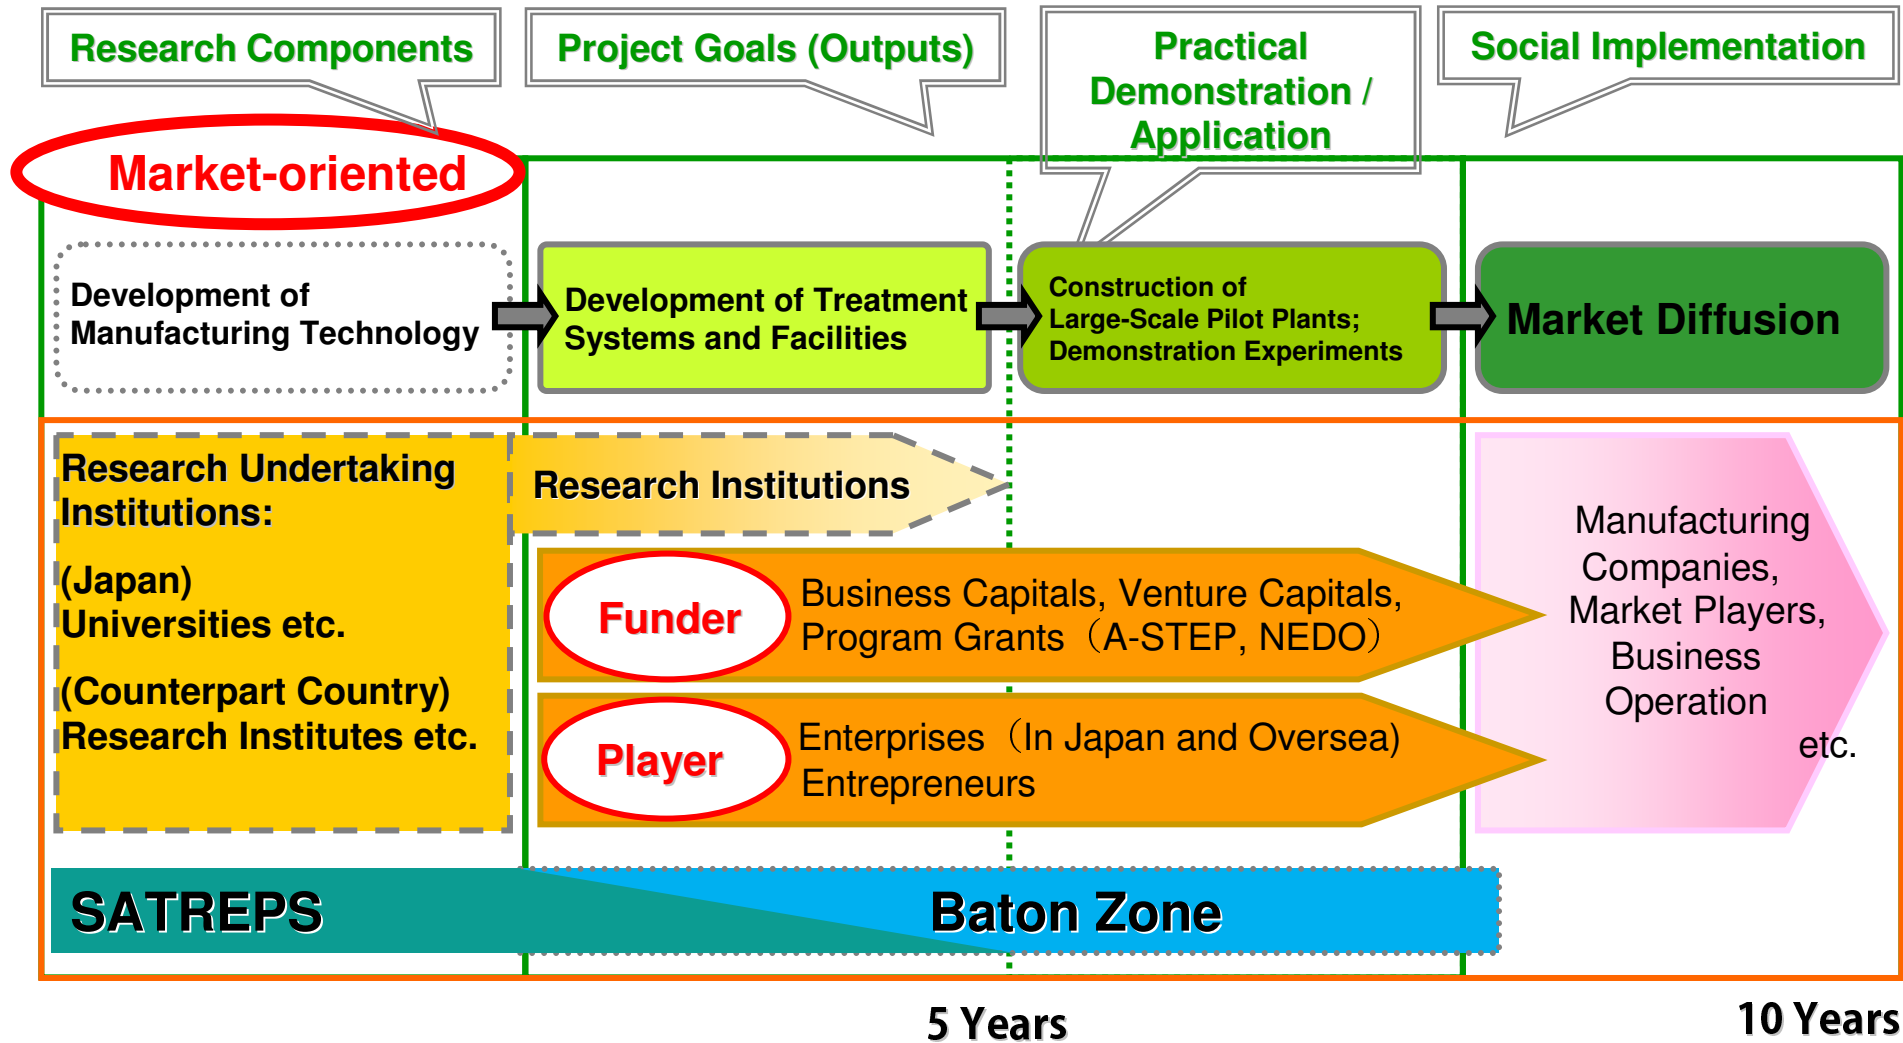 Research Components
Project Goals (Outputs)
Practical
Demonstration /
Application
Social Implementation
Market-oriented
Development of
Manufacturing Technology
Development of Treatment
Systems and Facilities
Construction of
Large-Scale Pilot Plants;
Demonstration Experiments
Market Diffusion
Research Undertaking
Institutions:
(Japan)
Universities etc.
(Counterpart Country)
Research Institutes etc.
Research Institutions
Funder
Business Capitals, Venture Capitals,
Program Grants（A-STEP, NEDO）
Player
Enterprises（In Japan and Oversea)
Entrepreneurs
Manufacturing
Companies,
Market Players,
Business
Operation
etc.
SATREPS
Baton Zone
5 Years
10 Years